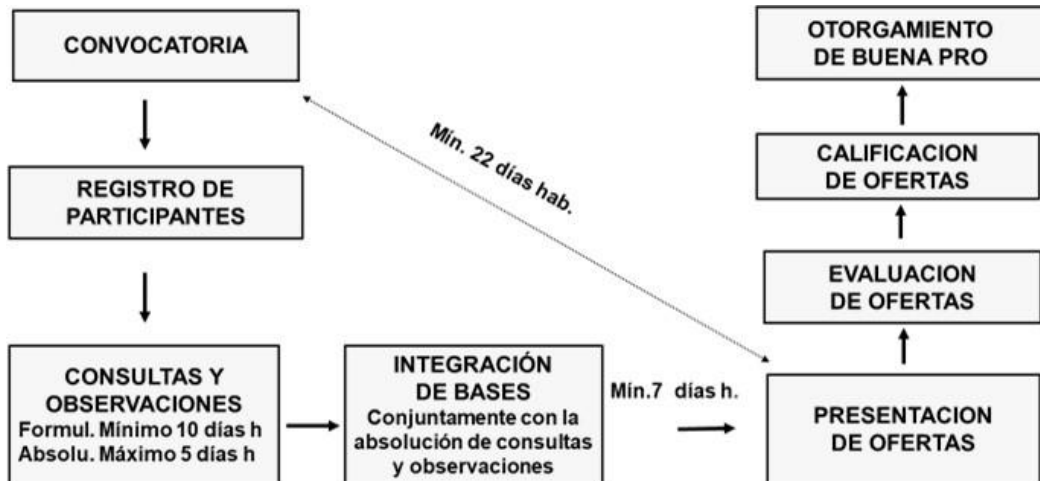 CONVOCATORIA
REGISTRO DE
PARTICIPANTES
CONSULTAS Y
OBSERVACIONES
Formul. Mínimo 10 días h
Absolu. Máximo 5 días h
INTEGRACIÓN
DE BASES
Conjuntamente con la
absolución de consultas
y observaciones
Mín.7 días h.
Min. 22 días hab.
PRESENTACION
DE OFERTAS
EVALUACION
DE OFERTAS
CALIFICACION
DE OFERTAS
OTORGAMIENTO
DE BUENA PRO